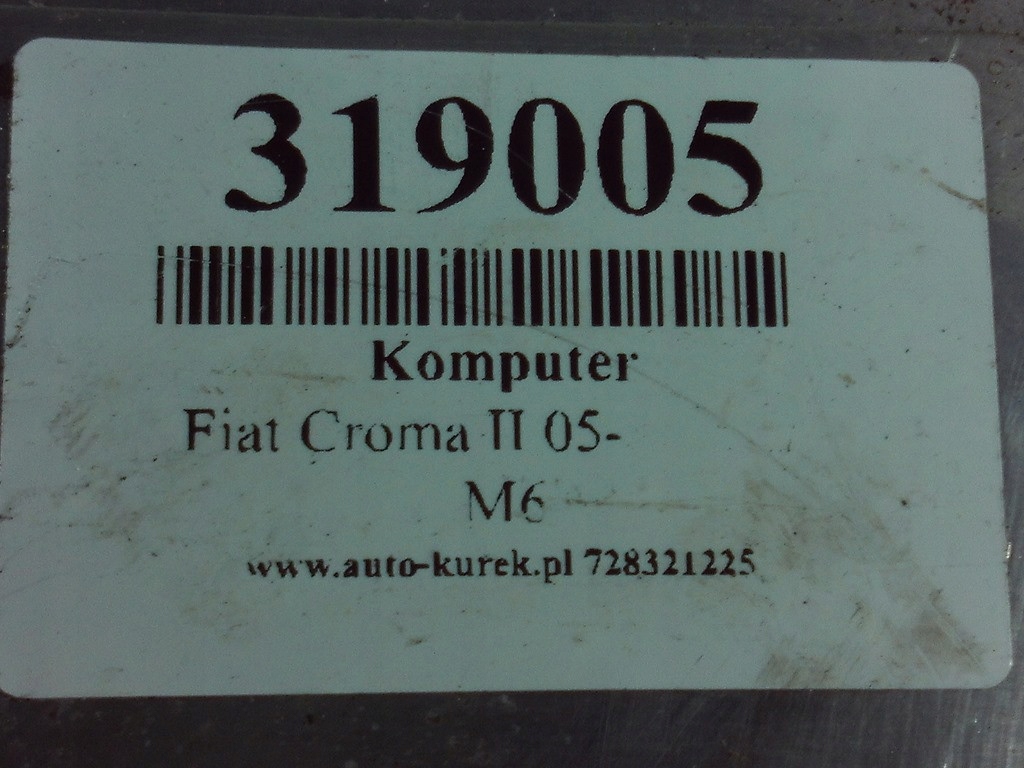 319005
Komputer
Fiat Croma II 05-
M6
www.auto-kurek.pl 728321225